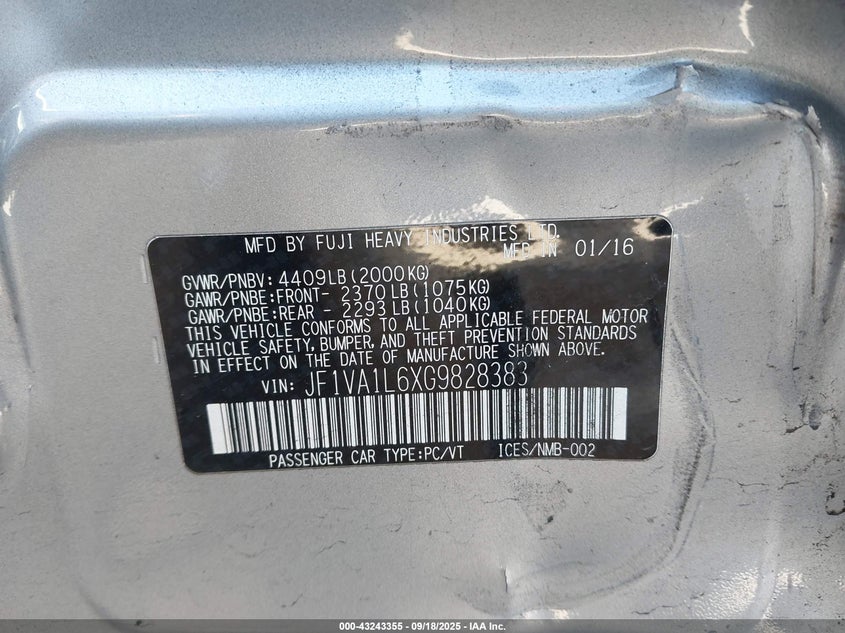 MFD BY FUJI HEAVY INDUSTRIES LTD.
MFD IN 01/16
GVWR/PNBV: 4409LB(2000KG)
GAWR/PNBE:FRONT- 2370LB(1075KG)
GAWR/PNBE:REAR - 2293LB(1040KG)
THIS VEHICLE CONFORMS TO ALL APPLICABLE FEDERAL MOTOR
VEHICLE SAFETY, BUMPER, AND THEFT PREVENTION STANDARDS
IN EFFECT ON THE DATE OF MANUFACTURE SHOWN ABOVE.
VIN: JF1VA1L6XG9828383
PASSENGER CAR TYPE:PC/VT ICES/NMB-002
000-43243355 - 09/18/2025 - IAA Inc.